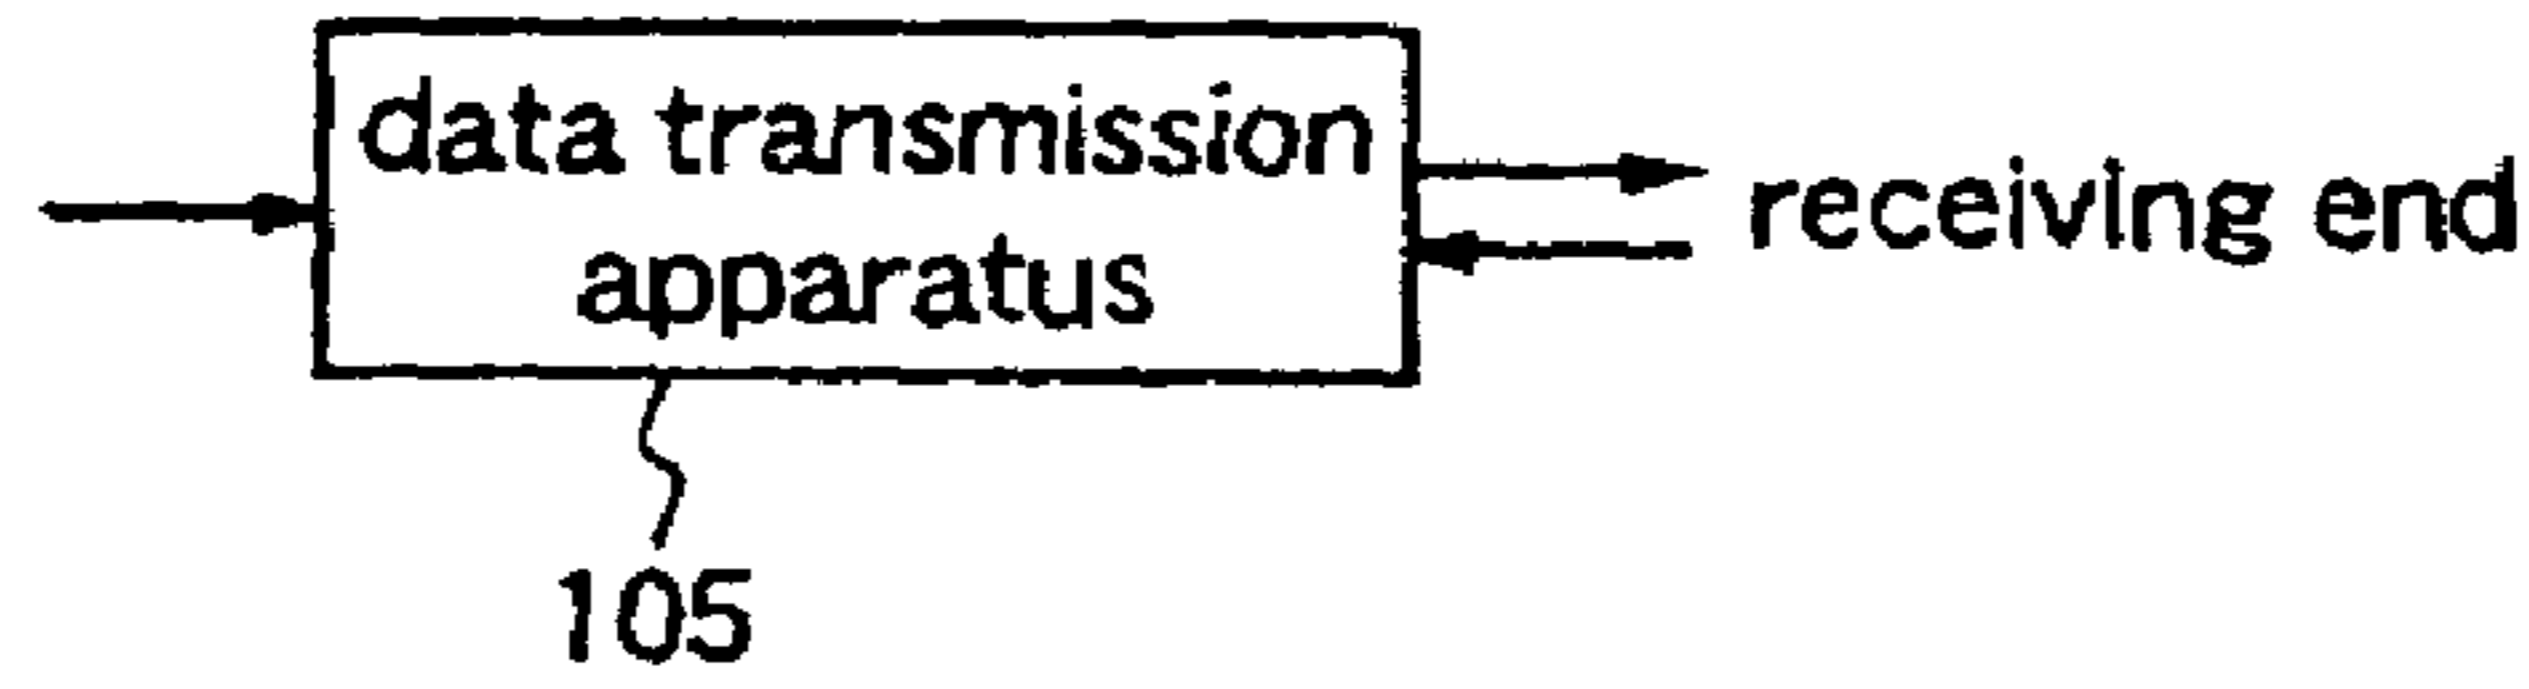 data transmission
apparatus
receiving end
105